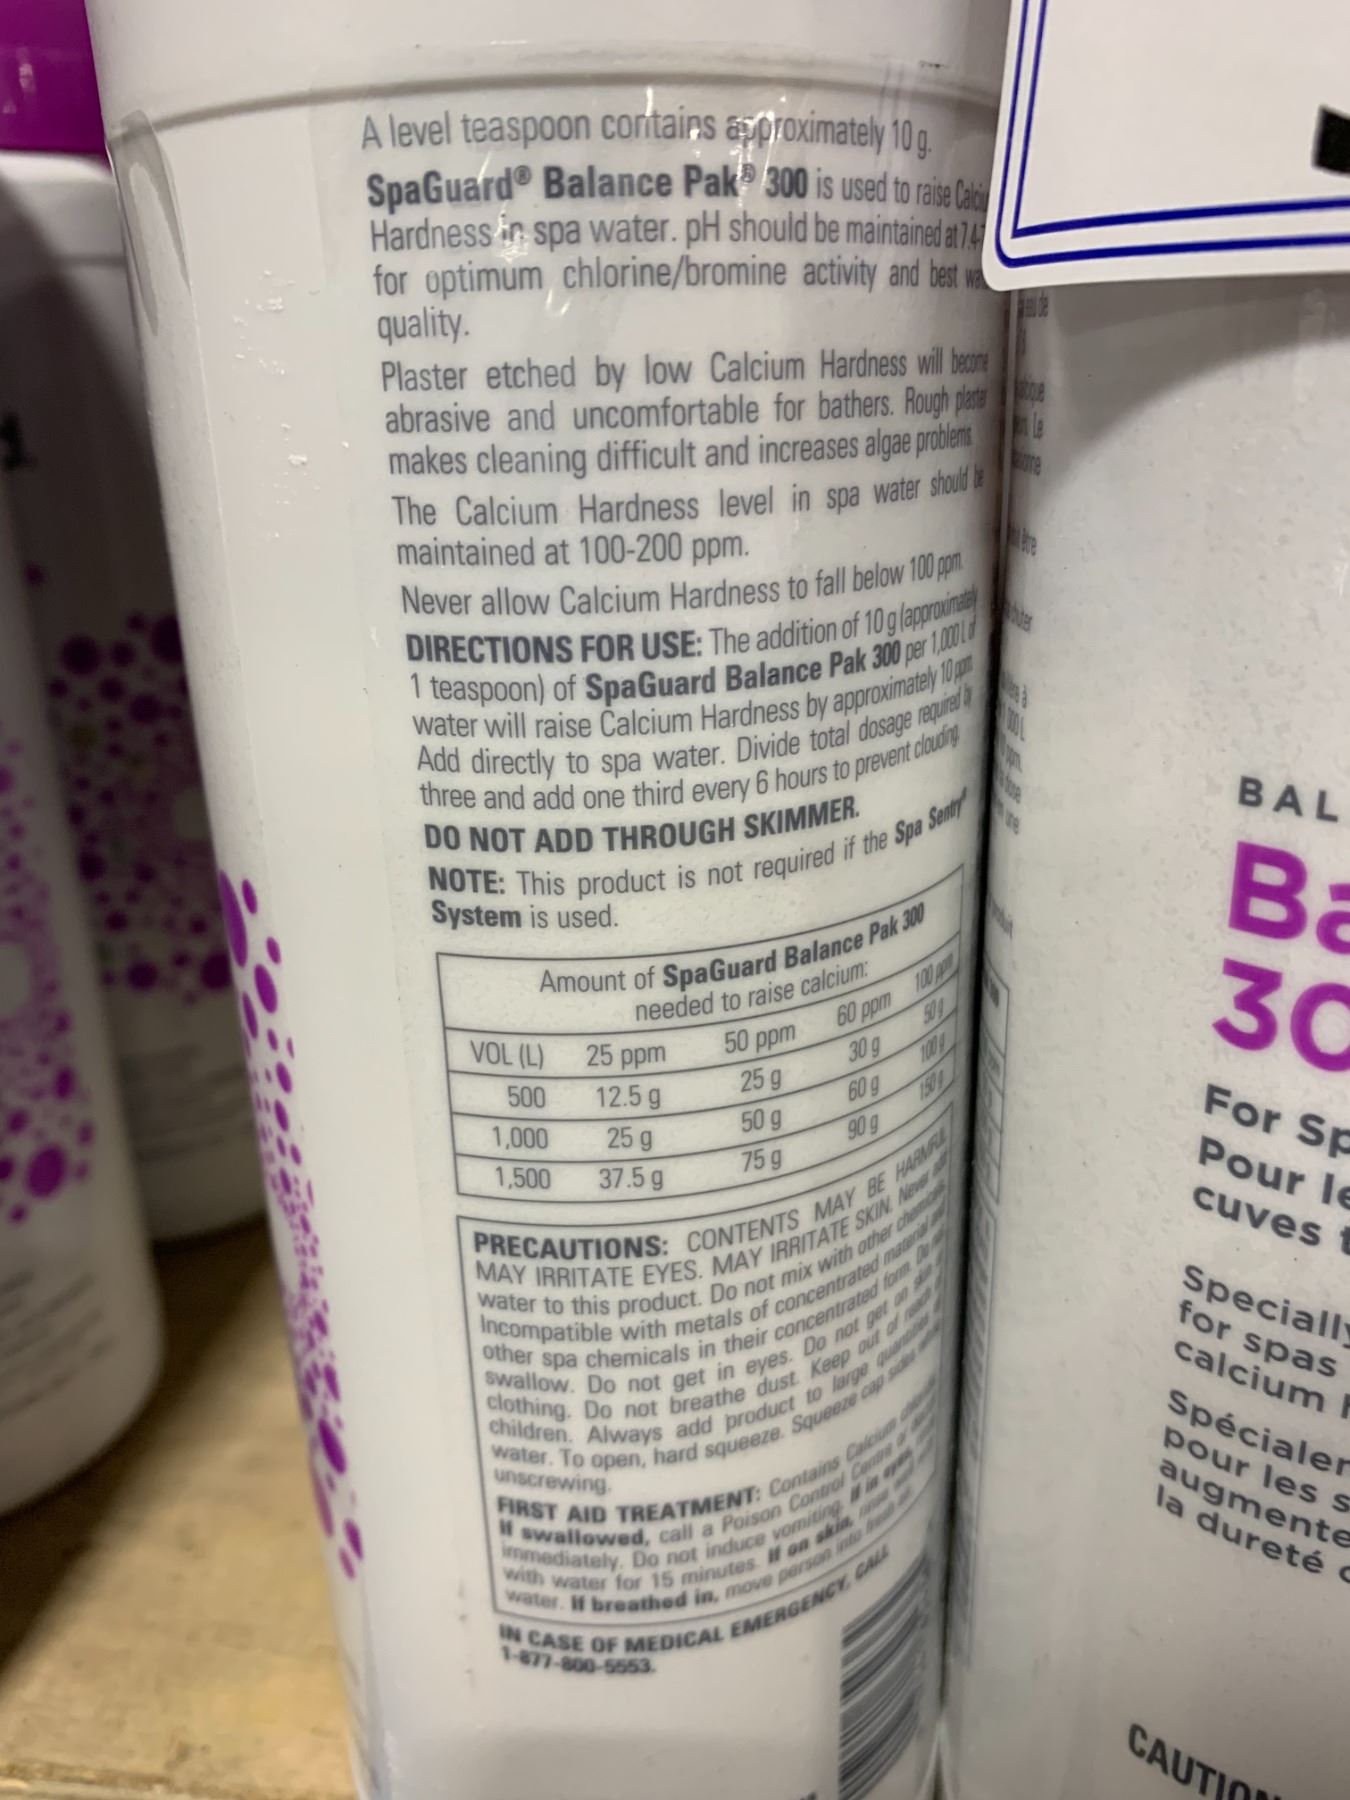 A level teaspoon contains approximately 10 g.
SpaGuard® Balance Pak® 300 is used to raise
Hardness in spa water. pH should be maintained at
for optimum chlorine/bromine activity and best
quality.
Plaster etched by low Calcium Hardness will become
abrasive and uncomfortable for bathers. Rough plaster
makes cleaning difficult and increases algae problems.
The Calcium Hardness level in spa water should be
maintained at 100-200 ppm.
Never allow Calcium Hardness to fall below 100 ppm.
DIRECTIONS FOR USE: The addition of 10 g (approximately
1 teaspoon) of SpaGuard Balance Pak 300 per 1,000 L of
water will raise Calcium Hardness by approximately 10 ppm.
Add directly to spa water. Divide total dosage required by
three and add one third every 6 hours to prevent clouding.
DO NOT ADD THROUGH SKIMMER.
NOTE: This product is not required if the Spa Sentry®
System is used.
Amount of SpaGuard Balance Pak 300
needed to raise calcium:
VOL (L) 25 ppm 50 ppm 60 ppm 100 ppm
500 12.5 g 25 g 30 g 50 g
1,000 25 g 50 g 60 g 100 g
1,500 37.5 g 75 g 90 g 150 g
PRECAUTIONS: CONTENTS MAY BE HARMFUL
MAY IRRITATE EYES. MAY IRRITATE SKIN. Never add
water to this product. Do not mix with other chemicals.
Incompatible with metals of concentrated material and
other spa chemicals in their concentrated form. Do not
swallow. Do not get in eyes. Do not get on skin or
clothing. Do not breathe dust. Keep out of reach of
children. Always add product to large quantities of
water. To open, hard squeeze. Squeeze cap sides while
unscrewing.
FIRST AID TREATMENT: Contains Calcium chloride.
If swallowed, call a Poison Control Centre or doctor
immediately. Do not induce vomiting. If in eyes, rinse
with water for 15 minutes. If on skin, rinse well with
water. If breathed in, move person into fresh air.
IN CASE OF MEDICAL EMERGENCY, CALL
1-877-800-5553.
BAL
Ba
30
For Sp
Pour le
cuves
Specially
for spas
calcium
Spécialem
pour les s
augmente
la dureté
CAUTION